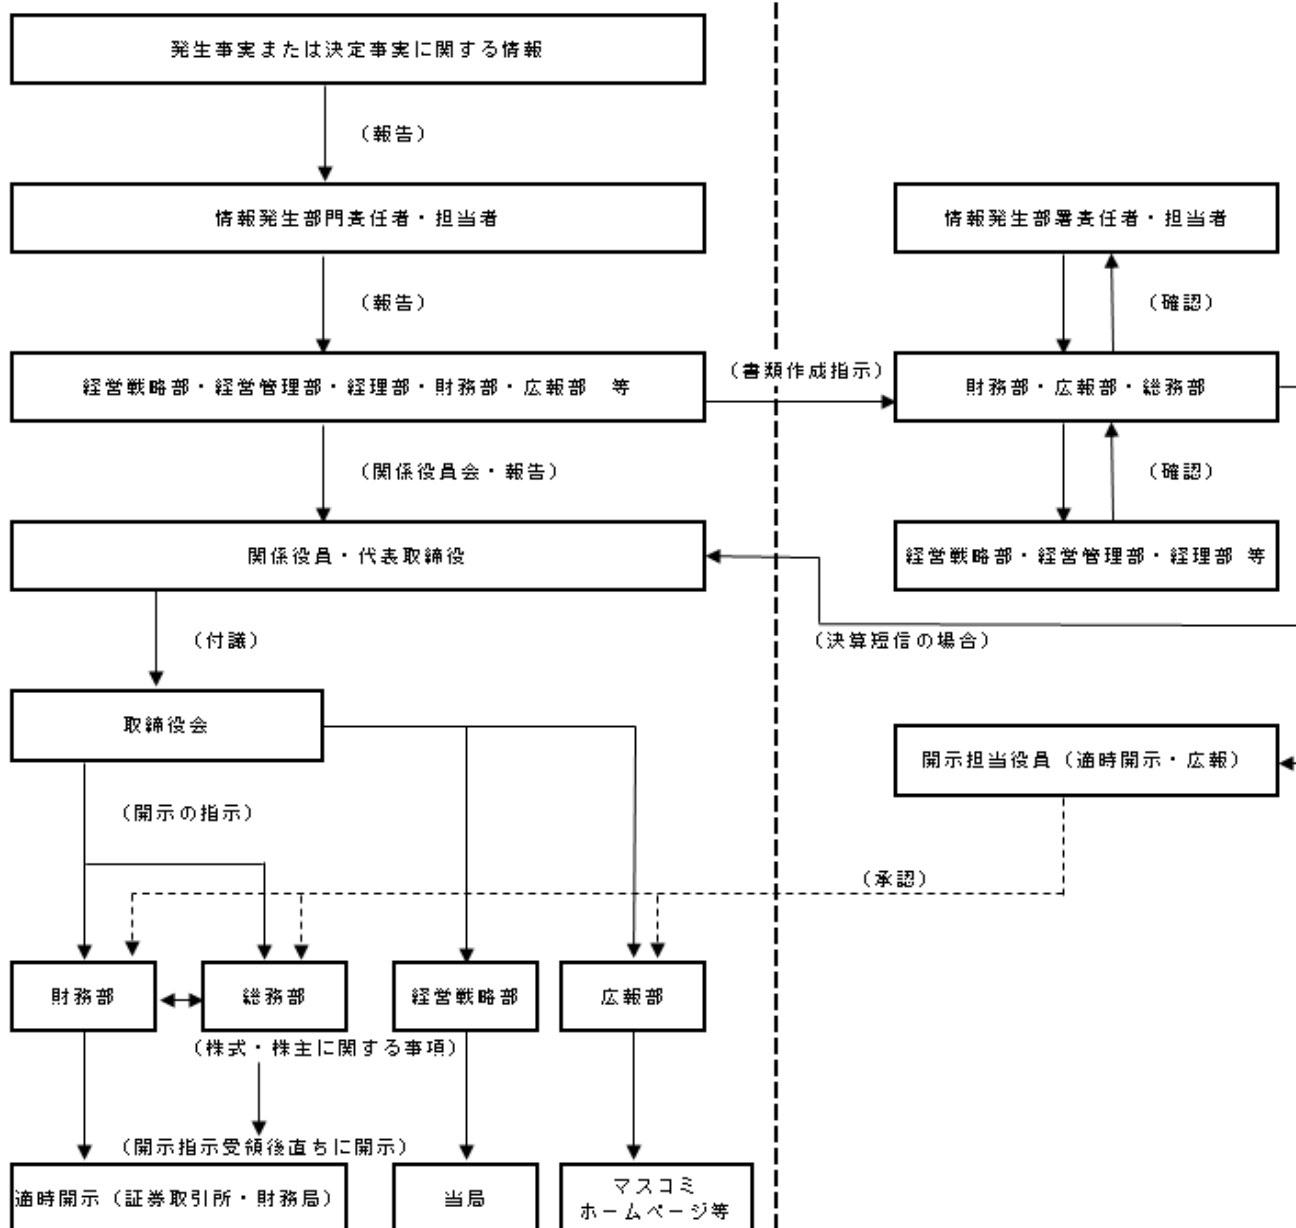 発生事実または決定事実に関する情報
（報告）
情報発生部門責任者・担当者
情報発生部署責任者・担当者
（報告）
（確認）
経営戦略部・経営管理部・経理部・財務部・広報部　等
（書類作成指示）
財務部・広報部・総務部
（関係役員会・報告）
（確認）
関係役員・代表取締役
経営戦略部・経営管理部・経理部 等
（付議）
（決算短信の場合）
取締役会
開示担当役員（適時開示・広報）
（開示の指示）
（承認）
財務部
総務部
経営戦略部
広報部
（株式・株主に関する事項）
（開示指示受領後直ちに開示）
適時開示（証券取引所・財務局）
当局
マスコミ
ホームページ等